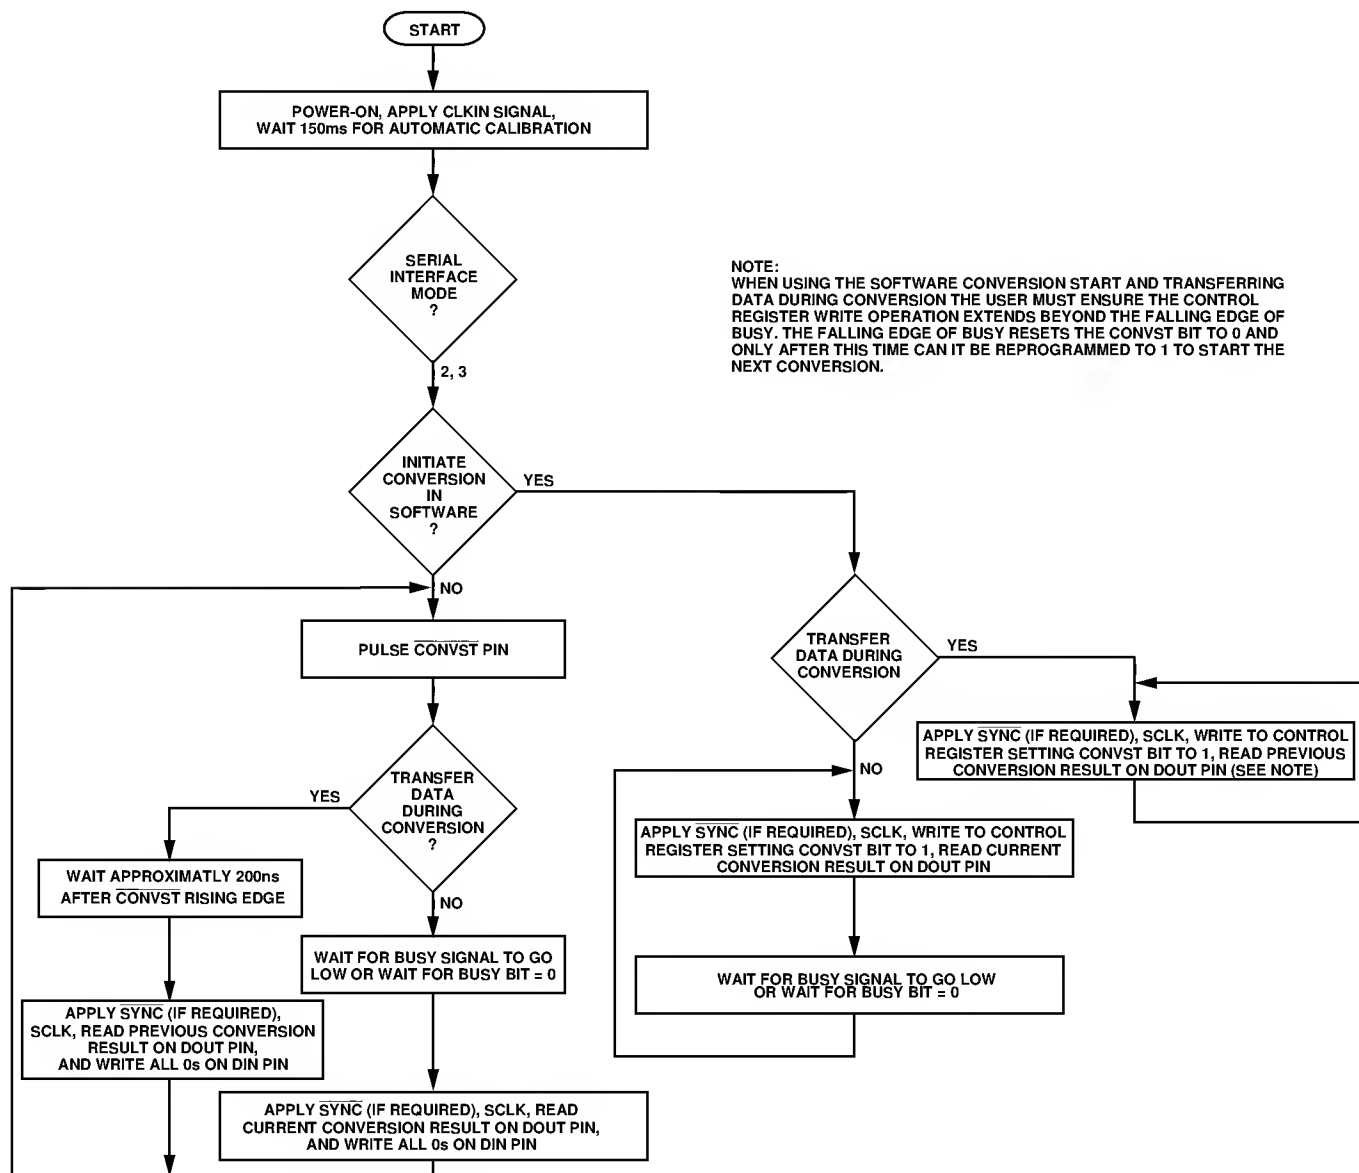 START
POWER-ON, APPLY CLKIN SIGNAL,
WAIT 150ms FOR AUTOMATIC CALIBRATION
SERIAL
INTERFACE
MODE
?
2, 3
NOTE:
WHEN USING THE SOFTWARE CONVERSION START AND TRANSFERRING
DATA DURING CONVERSION THE USER MUST ENSURE THE CONTROL
REGISTER WRITE OPERATION EXTENDS BEYOND THE FALLING EDGE OF
BUSY. THE FALLING EDGE OF BUSY RESETS THE CONVST BIT TO 0 AND
ONLY AFTER THIS TIME CAN IT BE REPROGRAMMED TO 1 TO START THE
NEXT CONVERSION.
INITIATE
CONVERSION
IN
SOFTWARE
?
YES
NO
PULSE CONVST PIN
TRANSFER
DATA DURING
CONVERSION
YES
APPLY SYNC (IF REQUIRED), SCLK, WRITE TO CONTROL
REGISTER SETTING CONVST BIT TO 1, READ PREVIOUS
CONVERSION RESULT ON DOUT PIN (SEE NOTE)
NO
TRANSFER
DATA
DURING
CONVERSION
?
YES
APPLY SYNC (IF REQUIRED), SCLK, WRITE TO CONTROL
REGISTER SETTING CONVST BIT TO 1, READ CURRENT
CONVERSION RESULT ON DOUT PIN
WAIT APPROXIMATLY 200ns
AFTER CONVST RISING EDGE
NO
WAIT FOR BUSY SIGNAL TO GO
LOW OR WAIT FOR BUSY BIT = 0
WAIT FOR BUSY SIGNAL TO GO LOW
OR WAIT FOR BUSY BIT = 0
APPLY SYNC (IF REQUIRED),
SCLK, READ PREVIOUS CONVERSION
RESULT ON DOUT PIN,
AND WRITE ALL 0s ON DIN PIN
APPLY SYNC (IF REQUIRED), SCLK, READ
CURRENT CONVERSION RESULT ON DOUT PIN,
AND WRITE ALL 0s ON DIN PIN